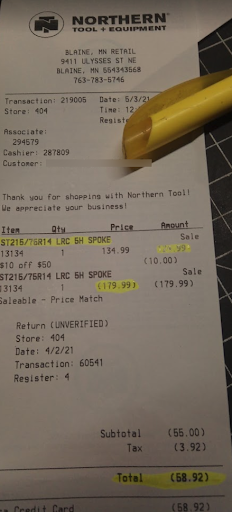 NORTHERN
TOOL + EQUIPMENT
BLAINE, MN RETAIL
9411 ULYSSES ST NE
BLAINE, MN 554343568
763-783-5746
Transaction: 219005 Date: 5/3/2
Store: 404 Time: 12
Regist
Associate:
294579
Cashier: 287809
Customer:
Thank you for shopping with Northern Tool!
We appreciate your business!
Item Qty Price Amount
ST215/75R14 LRC 5H SPOKE Sale
13134 1 134.99
$10 off $50 (10.00)
ST215/75R14 LRC 5H SPOKE Sale
13134 1 (179.99) (179.99)
Saleable - Price Match
Return (UNVERIFIED)
Store: 404
Date: 4/2/21
Transaction: 60541
Register: 4
Subtotal (55.00)
Tax (3.92)
Total (58.92)
Credit Card (58.92)